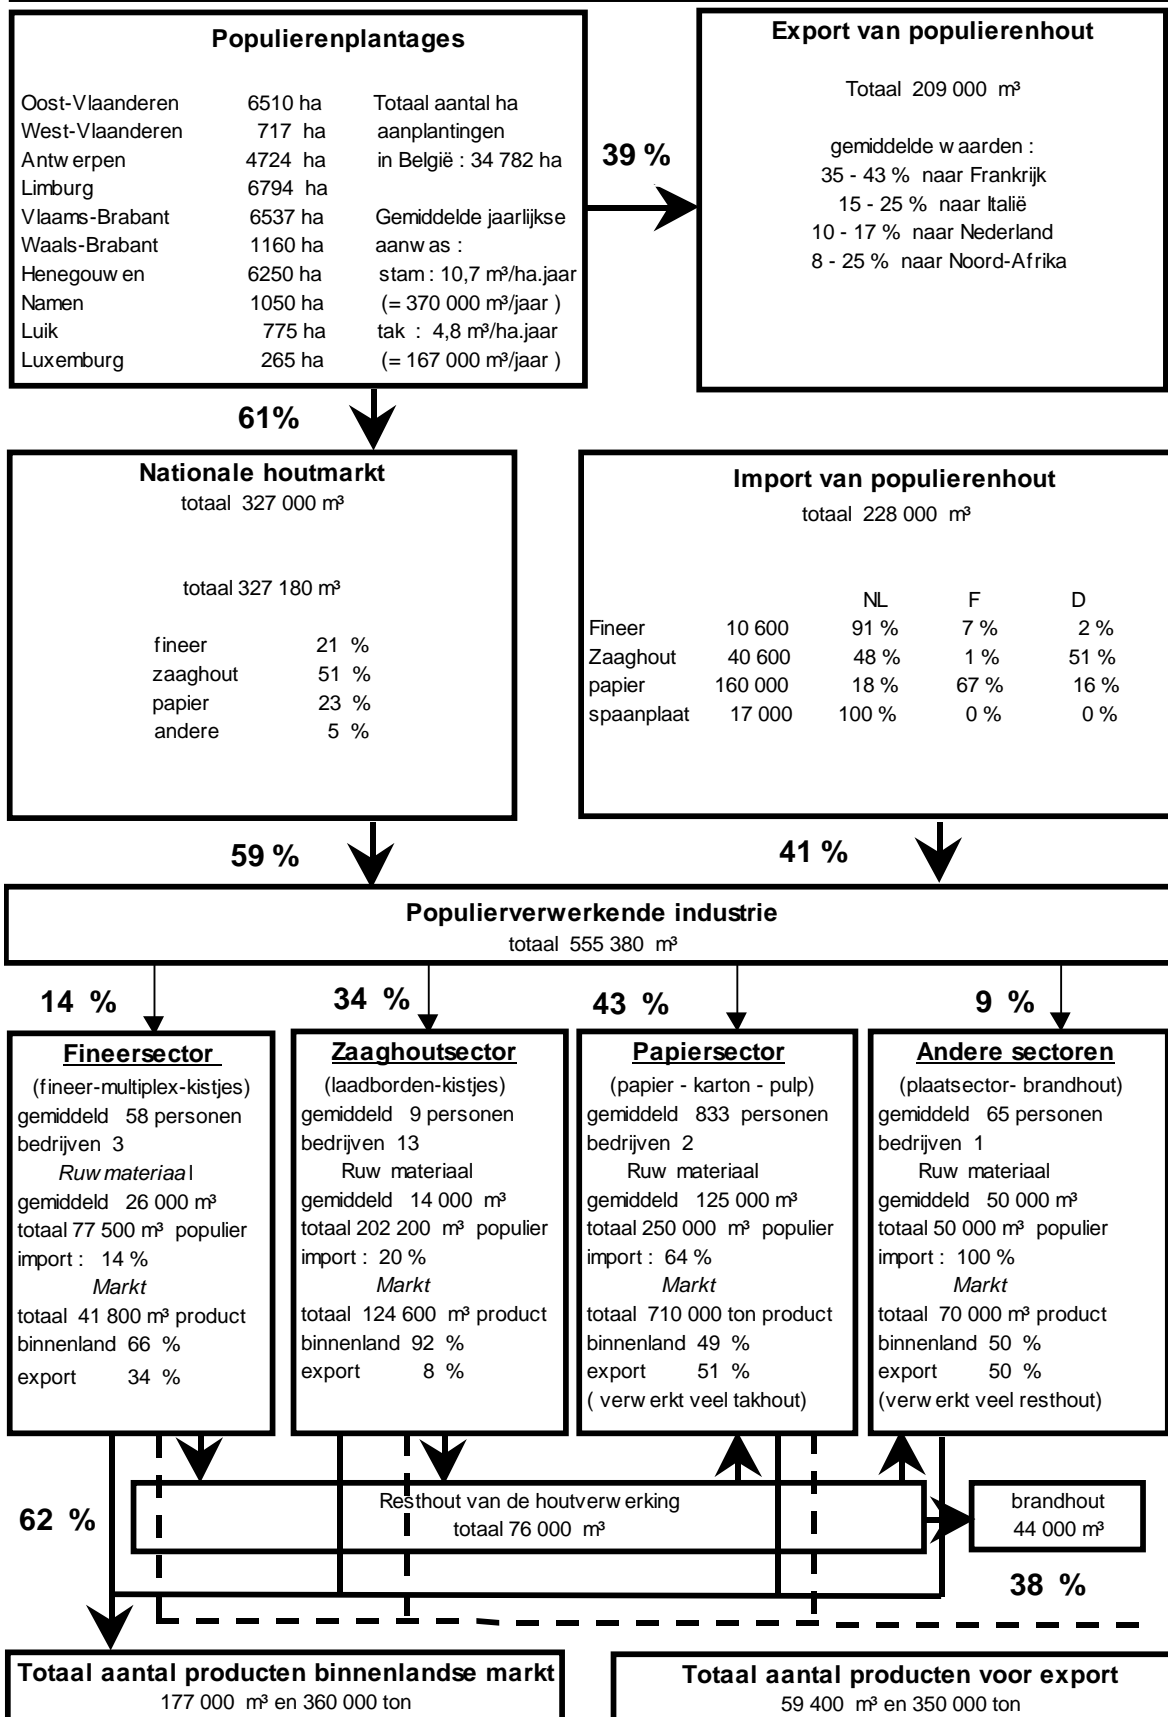 Populierenplantages
Oost-Vlaanderen 6510 ha Totaal aantal ha
West-Vlaanderen 717 ha aanplantingen
Antwerpen 4724 ha in België : 34 782 ha
Limburg 6794 ha
Vlaams-Brabant 6537 ha Gemiddelde jaarlijkse
Waals-Brabant 1160 ha aanwas :
Henegouwen 6250 ha stam : 10,7 m³/ha.jaar
Namen 1050 ha (= 370 000 m³/jaar )
Luik 775 ha tak : 4,8 m³/ha.jaar
Luxemburg 265 ha (= 167 000 m³/jaar )
39 %
Export van populierenhout
Totaal 209 000 m³
gemiddelde waarden :
35 - 43 % naar Frankrijk
15 - 25 % naar Italië
10 - 17 % naar Nederland
8 - 25 % naar Noord-Afrika
61%
Nationale houtmarkt
totaal 327 000 m³
totaal 327 180 m³
fineer 21 %
zaaghout 51 %
papier 23 %
andere 5 %
Import van populierenhout
totaal 228 000 m³
NL F D
Fineer 10 600 91 % 7 % 2 %
Zaaghout 40 600 48 % 1 % 51 %
papier 160 000 18 % 67 % 16 %
spaanplaat 17 000 100 % 0 % 0 %
59 %
41 %
Populierverwerkende industrie
totaal 555 380 m³
14 %
34 %
43 %
9 %
Fineersector
(fineer-multiplex-kistjes)
gemiddeld 58 personen
bedrijven 3
Ruw materiaal
gemiddeld 26 000 m³
totaal 77 500 m³ populier
import : 14 %
Markt
totaal 41 800 m³ product
binnenland 66 %
export 34 %
Zaaghoutsector
(laadborden-kistjes)
gemiddeld 9 personen
bedrijven 13
Ruw materiaal
gemiddeld 14 000 m³
totaal 202 200 m³ populier
import : 20 %
Markt
totaal 124 600 m³ product
binnenland 92 %
export 8 %
Papiersector
(papier - karton - pulp)
gemiddeld 833 personen
bedrijven 2
Ruw materiaal
gemiddeld 125 000 m³
totaal 250 000 m³ populier
import : 64 %
Markt
totaal 710 000 ton product
binnenland 49 %
export 51 %
( verwerkt veel takhout)
Andere sectoren
(plaatsector- brandhout)
gemiddeld 65 personen
bedrijven 1
Ruw materiaal
gemiddeld 50 000 m³
totaal 50 000 m³ populier
import : 100 %
Markt
totaal 70 000 m³ product
binnenland 50 %
export 50 %
(verwerkt veel resthout)
62 %
Resthout van de houtverwerking
totaal 76 000 m³
brandhout
44 000 m³
38 %
Totaal aantal producten binnenlandse markt
177 000 m³ en 360 000 ton
Totaal aantal producten voor export
59 400 m³ en 350 000 ton